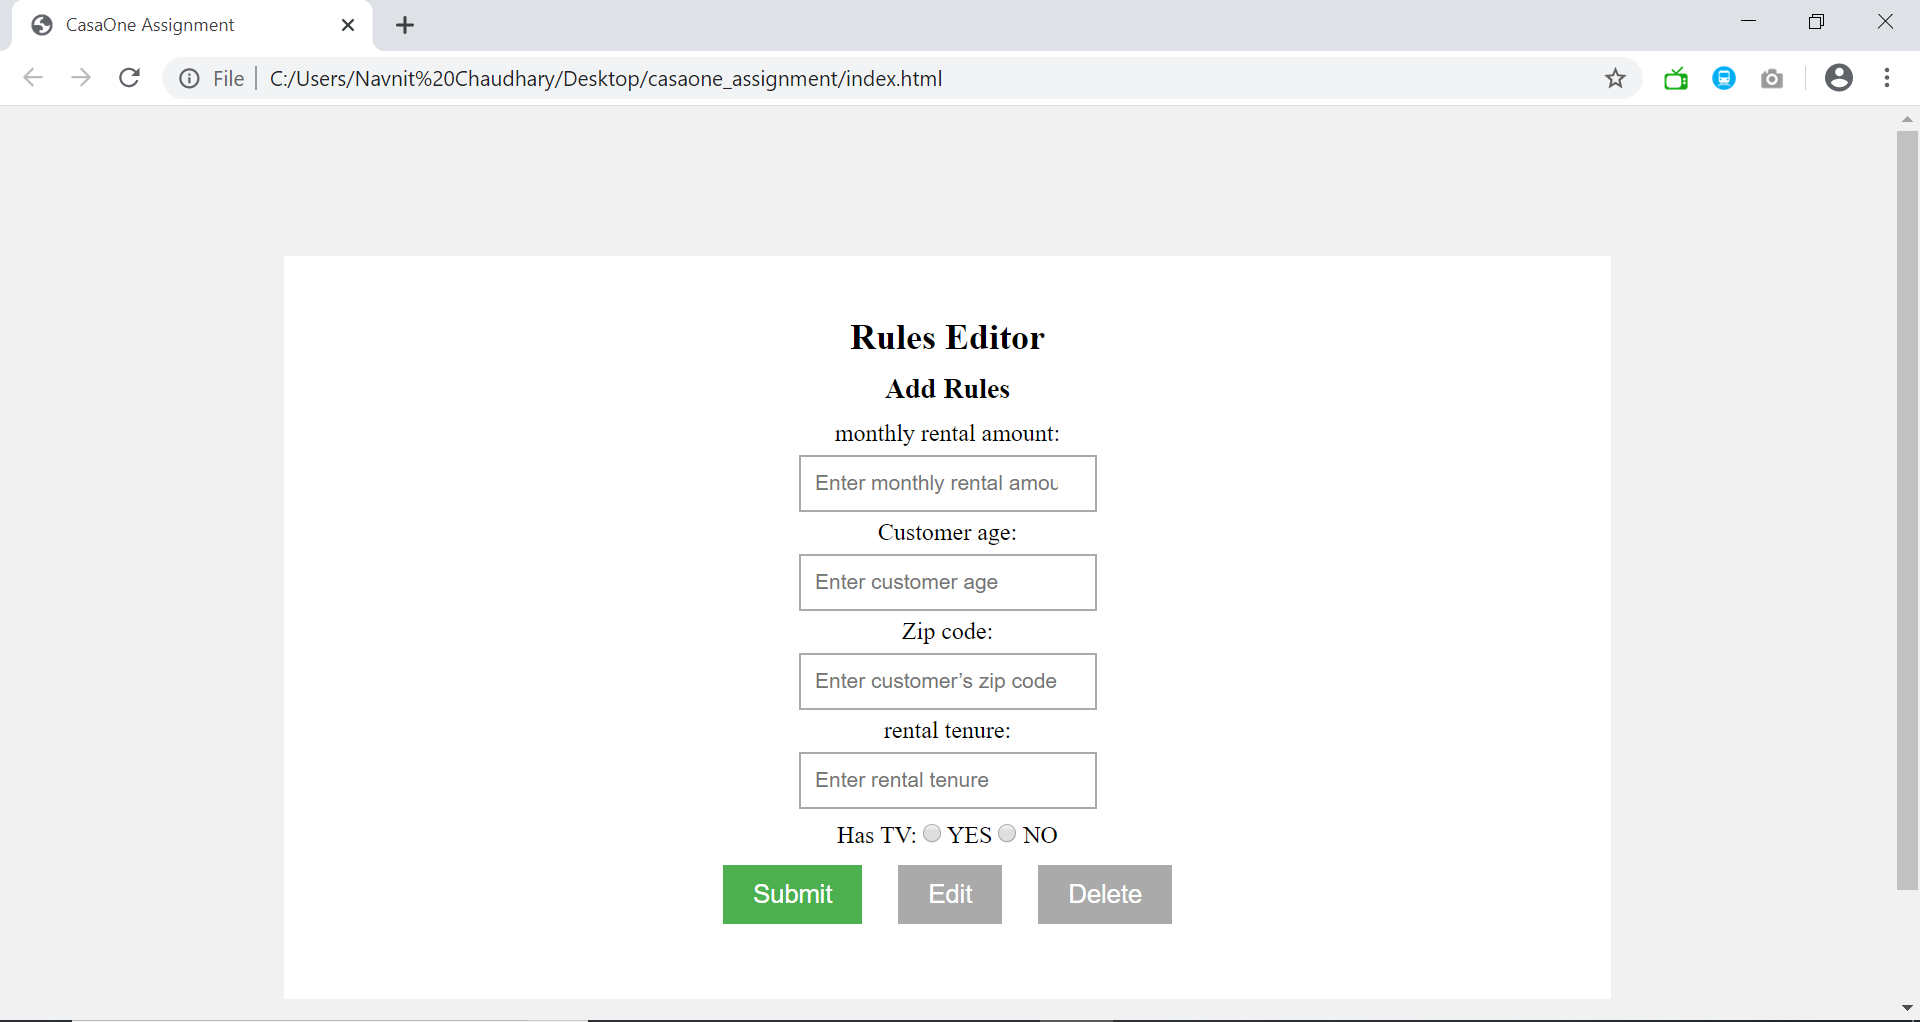 CasaOne Assignment
File C:/Users/Navnit%20Chaudhary/Desktop/casaone_assignment/index.html
Rules Editor
Add Rules
monthly rental amount:
Enter monthly rental amou
Customer age:
Enter customer age
Zip code:
Enter customer’s zip code
rental tenure:
Enter rental tenure
Has TV: YES NO
Submit Edit Delete